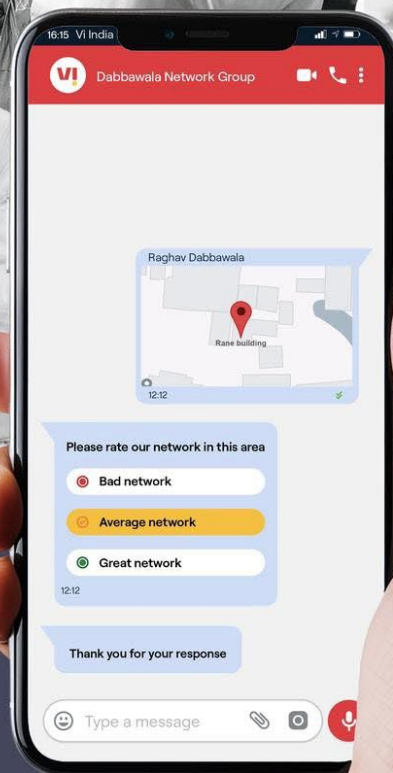 16:15 Vi India
VI
Dabbawala Network Group
Raghav Dabbawala
Rane building
12:12
Please rate our network in this area
Bad network
Average network
Great network
12:12
Thank you for your response
Type a message